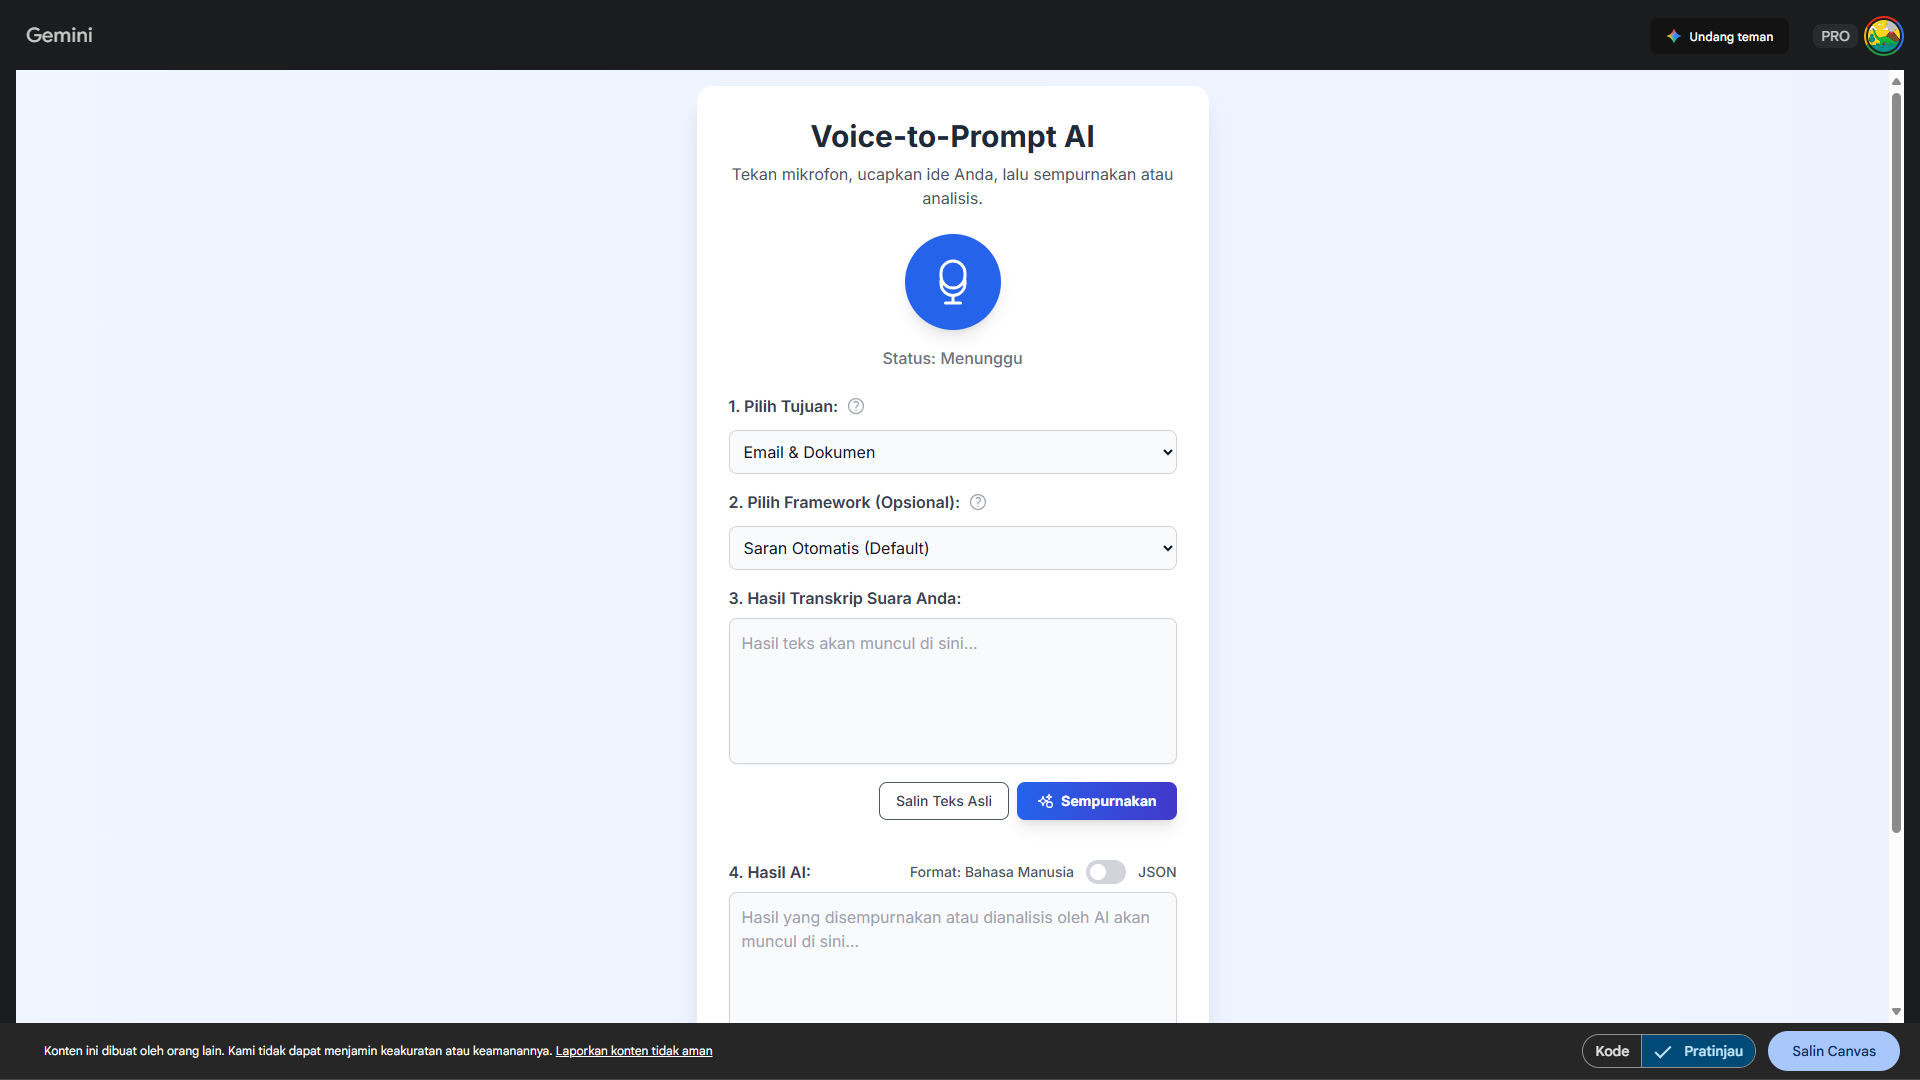 Gemini
Undang teman
PRO
Voice-to-Prompt AI
Tekan mikrofon, ucapkan ide Anda, lalu sempurnakan atau
analisis.
Status: Menunggu
1. Pilih Tujuan:
Email & Dokumen
2. Pilih Framework (Opsional):
Saran Otomatis (Default)
3. Hasil Transkrip Suara Anda:
Hasil teks akan muncul di sini...
Salin Teks Asli
Sempurnakan
4. Hasil AI:
Format: Bahasa Manusia
JSON
Hasil yang disempurnakan atau dianalisis oleh AI akan
muncul di sini...
Konten ini dibuat oleh orang lain. Kami tidak dapat menjamin keakuratan atau keamanannya. Laporkan konten tidak aman
Kode
Pratinjau
Salin Canvas